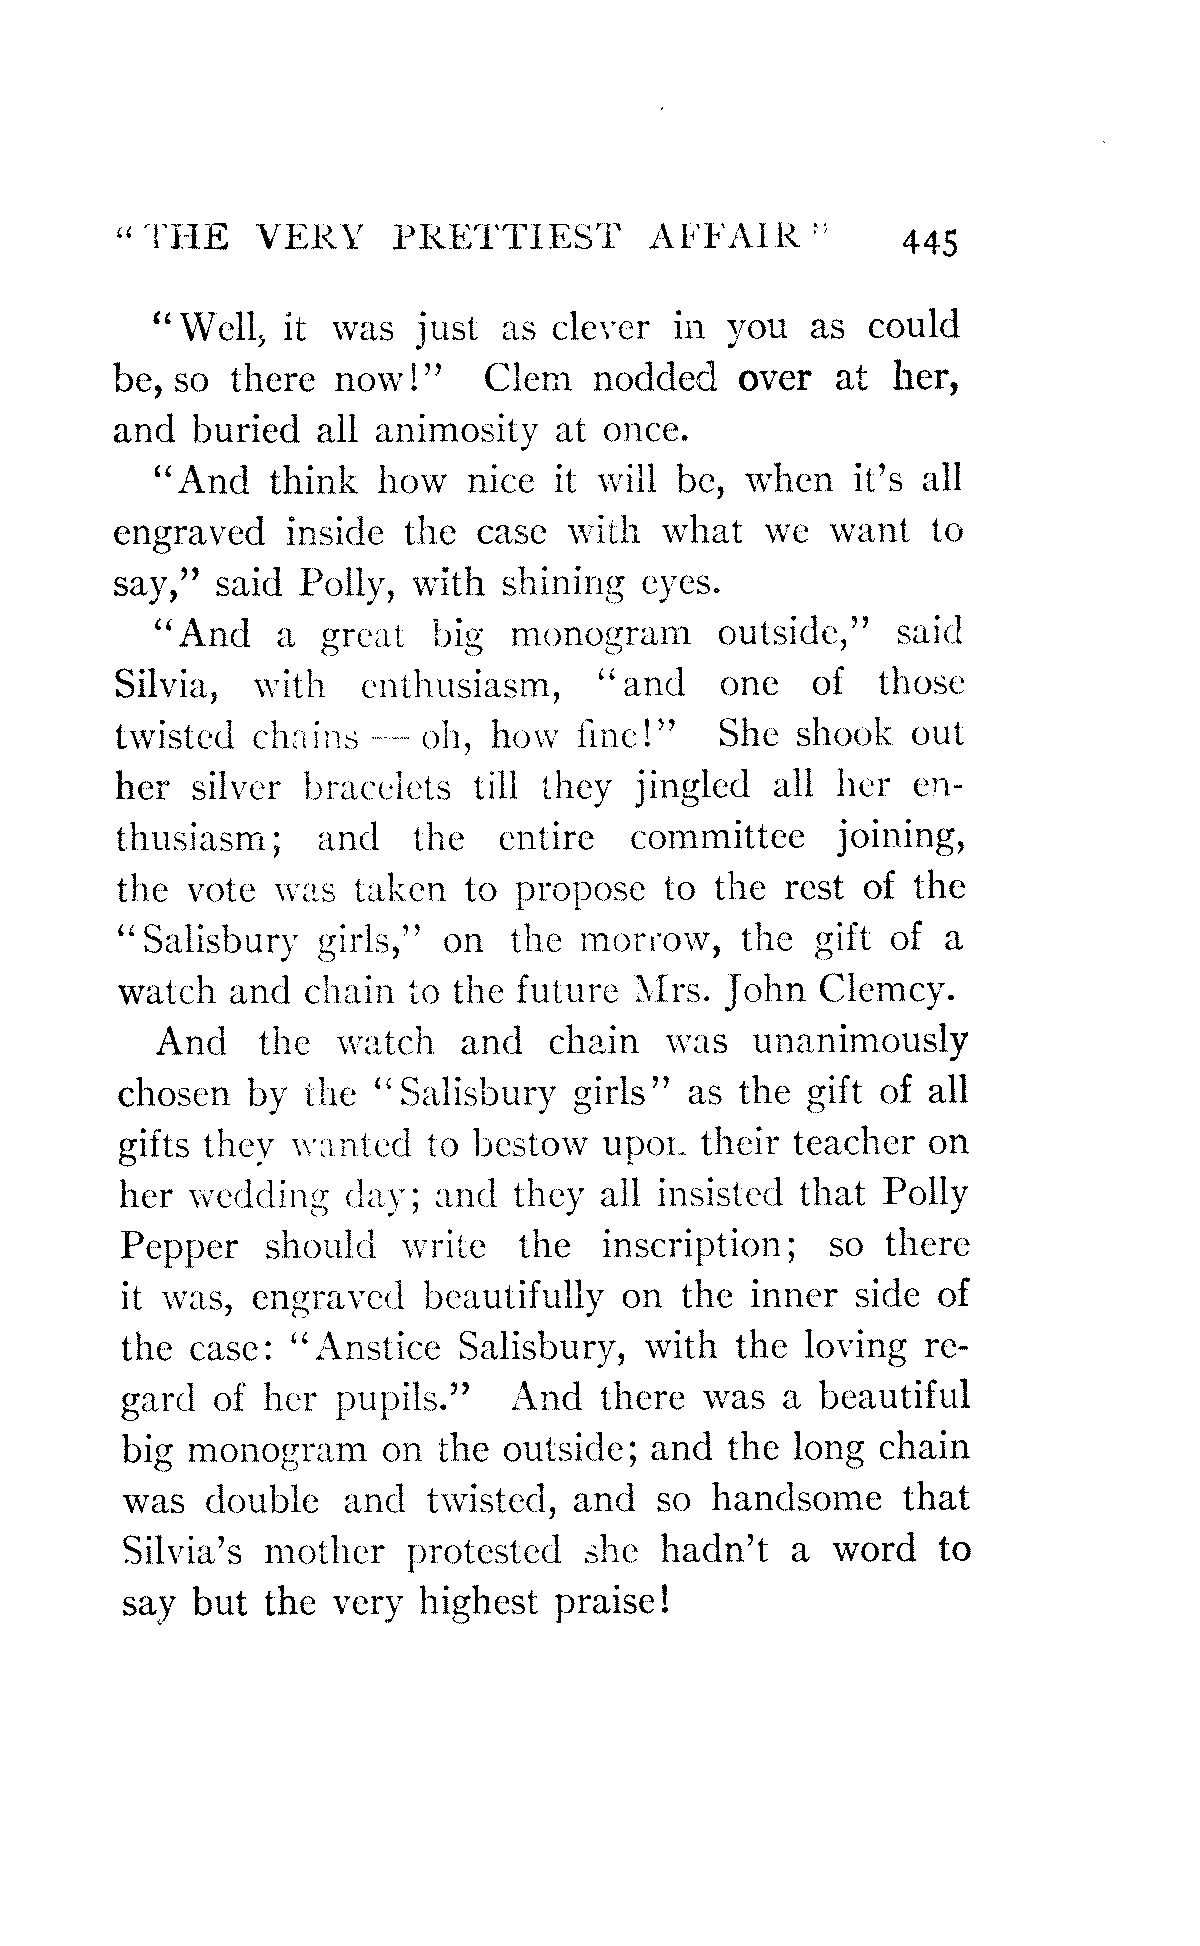 "THE VERY PRETTIEST AFFAIR" 445
"Well, it was just as clever in you as could
be, so there now!" Clem nodded over at her,
and buried all animosity at once.
"And think how nice it will be, when it's all
engraved inside the case with what we want to
say," said Polly, with shining eyes.
"And a great big monogram outside," said
Silvia, with enthusiasm, "and one of those
twisted chains — oh, how fine!" She shook out
her silver bracelets till they jingled all her en-
thusiasm; and the entire committee joining,
the vote was taken to propose to the rest of the
"Salisbury girls," on the morrow, the gift of a
watch and chain to the future Mrs. John Clemcy.
And the watch and chain was unanimously
chosen by the "Salisbury girls" as the gift of all
gifts they wanted to bestow upon their teacher on
her wedding day; and they all insisted that Polly
Pepper should write the inscription; so there
it was, engraved beautifully on the inner side of
the case: "Anstice Salisbury, with the loving re-
gard of her pupils." And there was a beautiful
big monogram on the outside; and the long chain
was double and twisted, and so handsome that
Silvia's mother protested she hadn't a word to
say but the very highest praise!